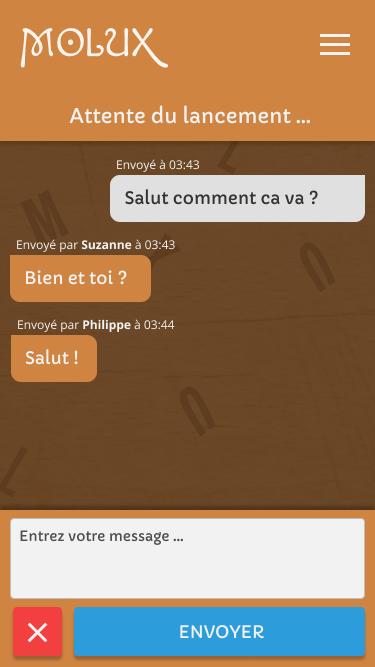 MOLUX
Attente du lancement ...
Envoyé à 03:43
Salut comment ca va ?
Envoyé par Suzanne à 03:43
Bien et toi ?
Envoyé par Philippe à 03:44
Salut !
Entrez votre message ...
ENVOYER